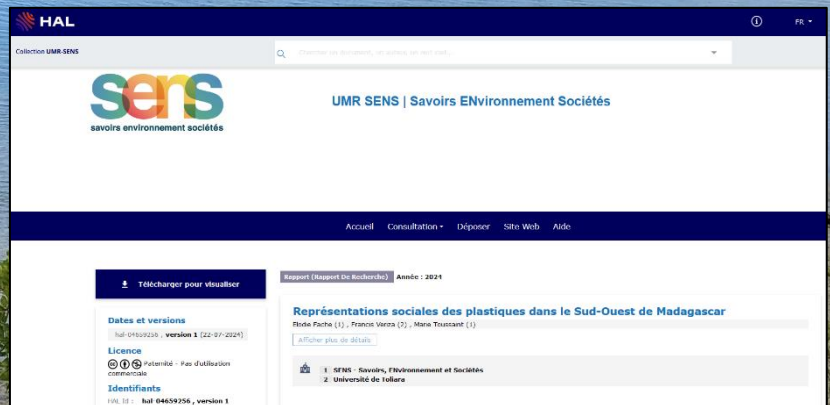 HAL
FR
Collection UMR-SENS
sens
savoirs environnement sociétés
UMR SENS | Savoirs ENvironnement Sociétés
Accueil Consultation Déposer Site Web Aide
Télécharger pour visualiser
Rapport (Rapport De Recherche) Année : 2024
Dates et versions
hal-04659256 , version 1 (22-07-2024)
Licence
Paternité - Pas d'utilisation
commerciale
Identifiants
HAL Id : hal-04659256 , version 1
Représentations sociales des plastiques dans le Sud-Ouest de Madagascar
Elodie Fache (1) , Francis Veriza (2) , Marie Toussaint (1)
Afficher plus de détails
1 SENS - Savoirs, ENvironnement et Sociétés
2 Université de Toliara